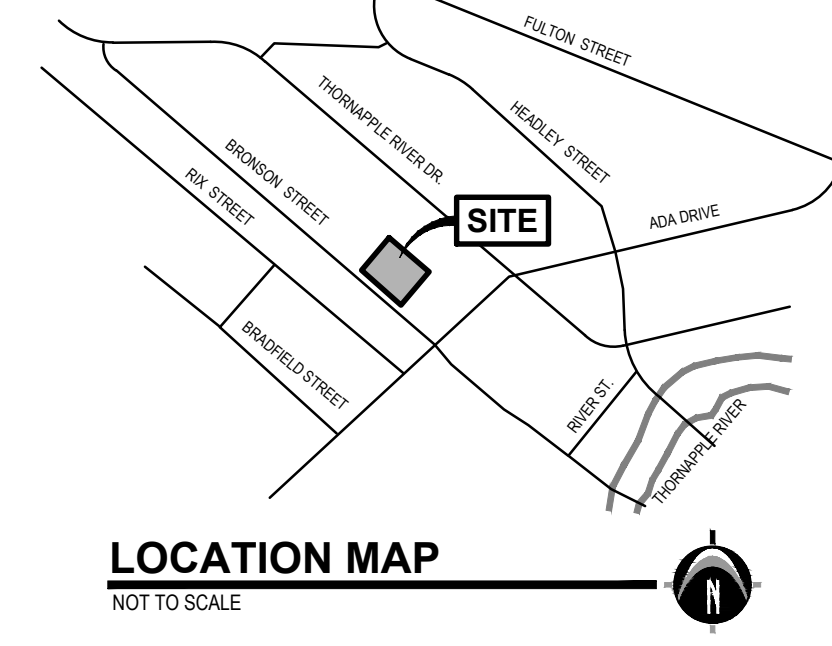 FULTON STREET
THORNAPPLE RIVER DR.
HEADLEY STREET
BRONSON STREET
RIX STREET
SITE
ADA DRIVE
BRADFIELD STREET
RIVER ST.
THORNAPPLE RIVER
LOCATION MAP
NOT TO SCALE
N